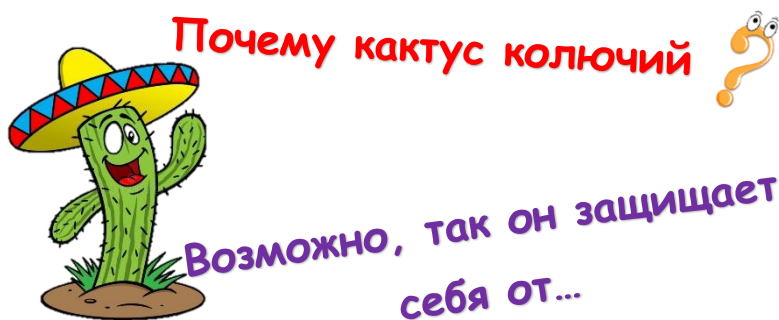 Почему кактус колючий
Возможно, так он защищает
себя от...